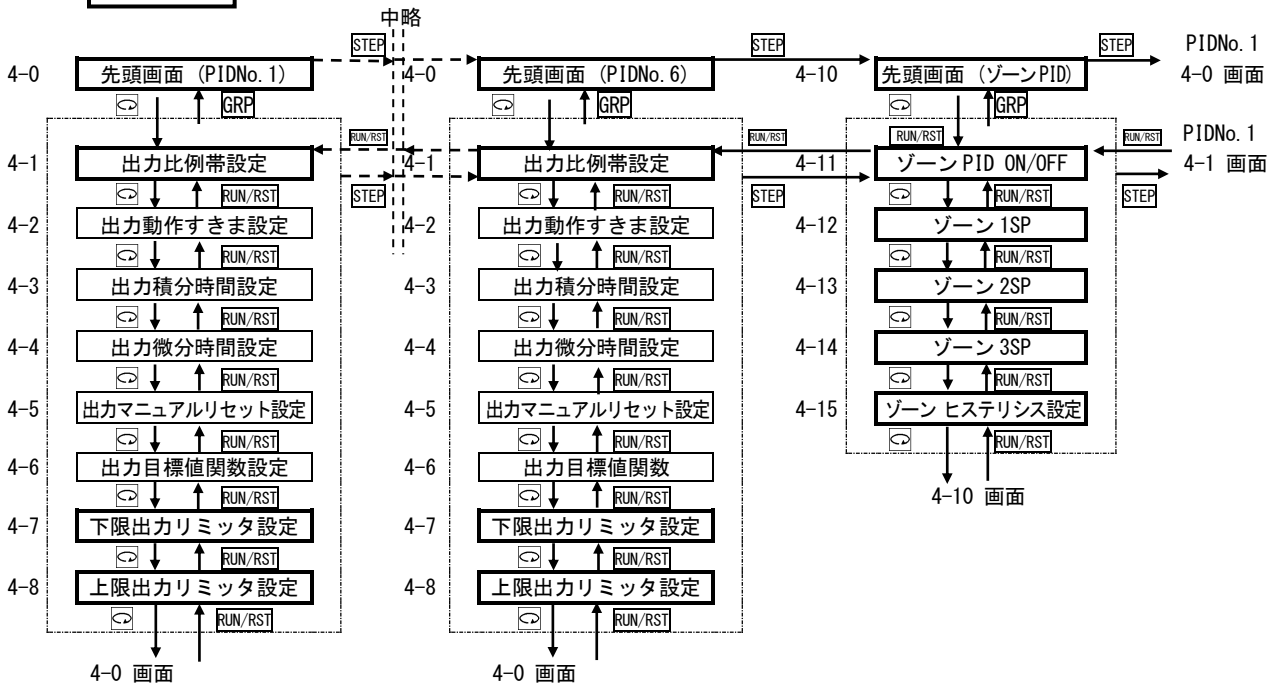 中略
STEP STEP STEP PIDNo. 1
4-0 先頭画面 (PIDNo. 1) 4-0 先頭画面 (PIDNo. 6) 4-10 先頭画面 (ゾーンPID) 4-0 画面
GRP GRP GRP
RUN/RST RUN/RST RUN/RST RUN/RST PIDNo. 1
4-1 出力比例帯設定 4-1 出力比例帯設定 4-11 ゾーンPID ON/OFF 4-1 画面
RUN/RST STEP RUN/RST STEP RUN/RST STEP
4-2 出力動作すきま設定 4-2 出力動作すきま設定 4-12 ゾーン 1SP
RUN/RST RUN/RST RUN/RST
4-3 出力積分時間設定 4-3 出力積分時間設定 4-13 ゾーン 2SP
RUN/RST RUN/RST RUN/RST
4-4 出力微分時間設定 4-4 出力微分時間設定 4-14 ゾーン 3SP
RUN/RST RUN/RST RUN/RST
4-5 出力マニュアルリセット設定 4-5 出力マニュアルリセット設定 4-15 ゾーン ヒステリシス設定
RUN/RST RUN/RST RUN/RST
4-6 出力目標値関数設定 4-6 出力目標値関数 4-10 画面
RUN/RST RUN/RST
4-7 下限出力リミッタ設定 4-7 下限出力リミッタ設定
RUN/RST RUN/RST
4-8 上限出力リミッタ設定 4-8 上限出力リミッタ設定
RUN/RST RUN/RST
4-0 画面 4-0 画面